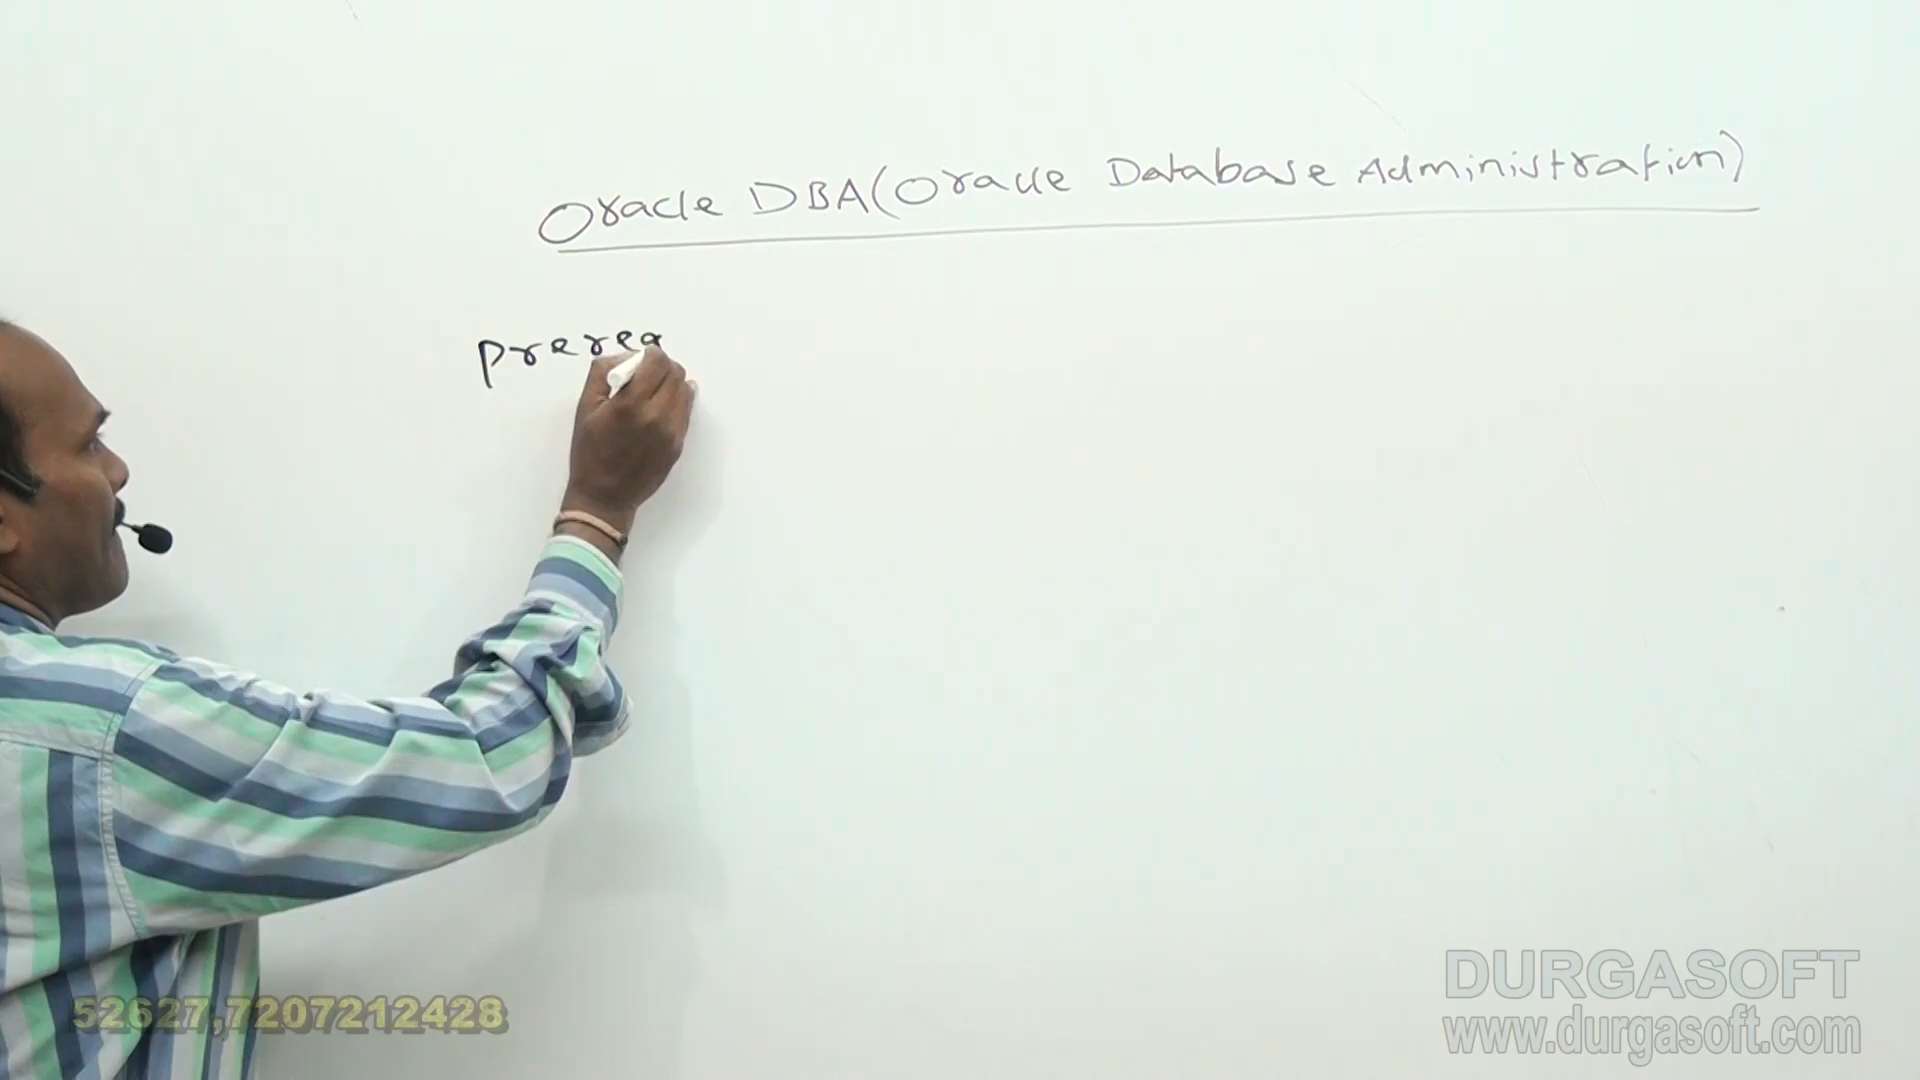 Oracle DBA(Oracle Database Administration)
prereq
52627,7207212428
DURGASOFT
www.durgasoft.com